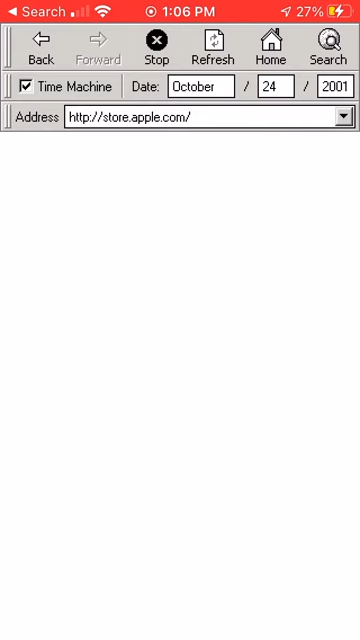 Search 1:06 PM 27%
Back Forward Stop Refresh Home Search
Time Machine Date: October / 24 / 2001
Address http://store.apple.com/